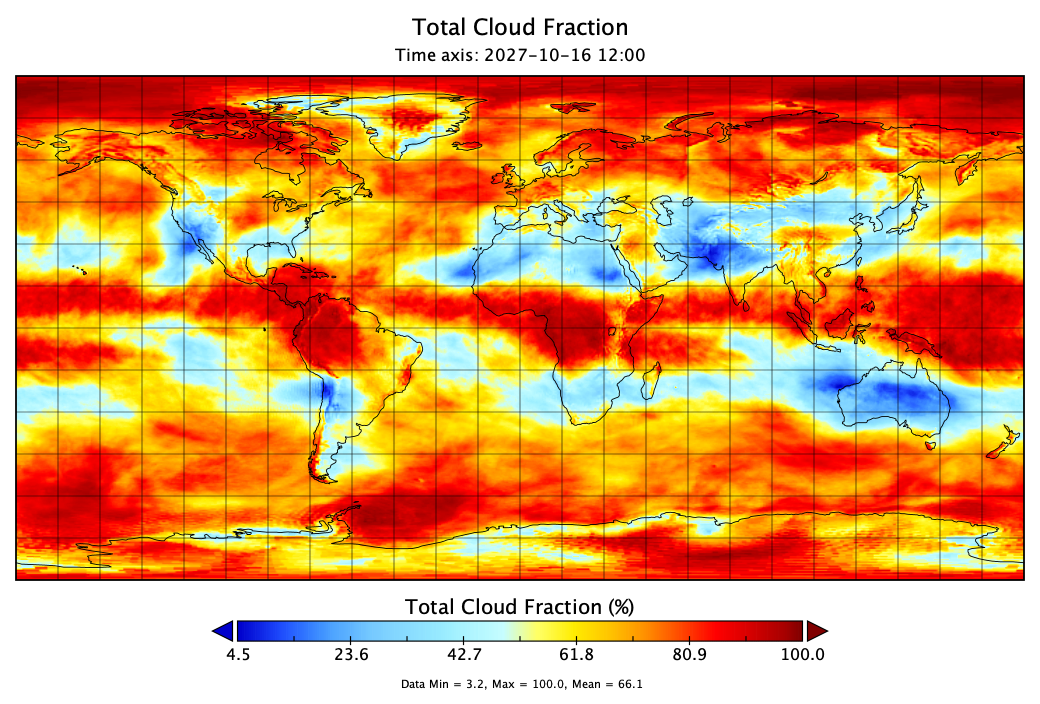 Total Cloud Fraction
Time axis: 2027-10-16 12:00
Total Cloud Fraction (%)
4.5 23.6 42.7 61.8 80.9 100.0
Data Min = 3.2, Max = 100.0, Mean = 66.1